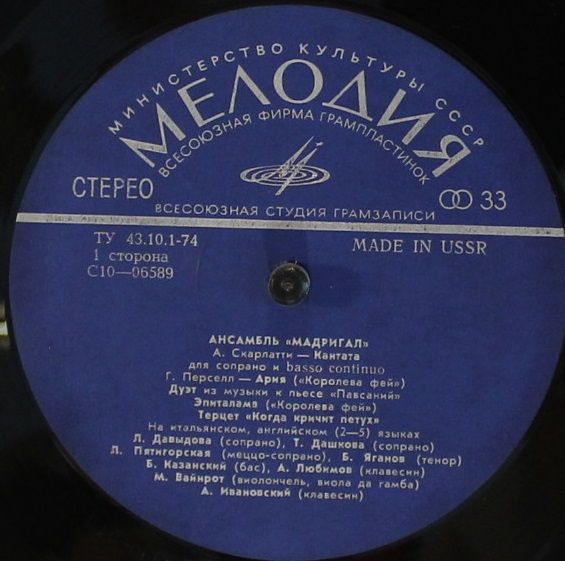 МИНИСТЕРСТВО КУЛЬТУРЫ СССР
МЕЛОДИЯ
ВСЕСОЮЗНАЯ ФИРМА ГРАМПЛАСТИНОК
СТЕРЕО
33
ВСЕСОЮЗНАЯ СТУДИЯ ГРАМЗАПИСИ
ТУ 43.10.1-74
MADE IN USSR
1 сторона
С10—06589
АНСАМБЛЬ «МАДРИГАЛ»
А. Скарлатти — Кантата
для сопрано и basso continuo
Г. Перселл — Ария («Королева фей»)
Дуэт из музыки к пьесе «Павсаний»
Эпиталама («Королева фей»)
Терцет «Когда кричит петух»
На итальянском, английском (2—5) языках
Л. Давыдова (сопрано), Т. Дашкова (сопрано)
Л. Пятигорская (меццо-сопрано), Б. Яганов (тенор)
Б. Казанский (бас), А. Любимов (клавесин)
М. Вайнрот (виолончель, виола да гамба)
А. Ивановский (клавесин)